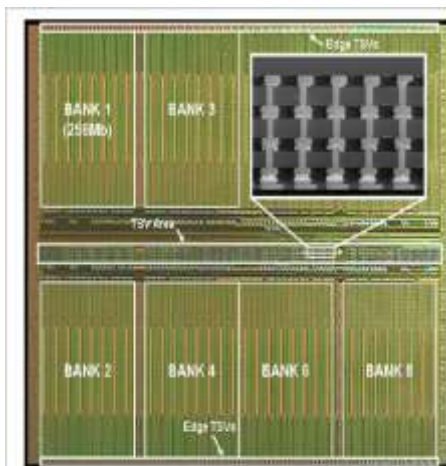 Edge TSVs
BANK 1
(256Mb)
BANK 3
TSV Area
BANK 2
BANK 4
BANK 6
BANK 8
Edge TSVs